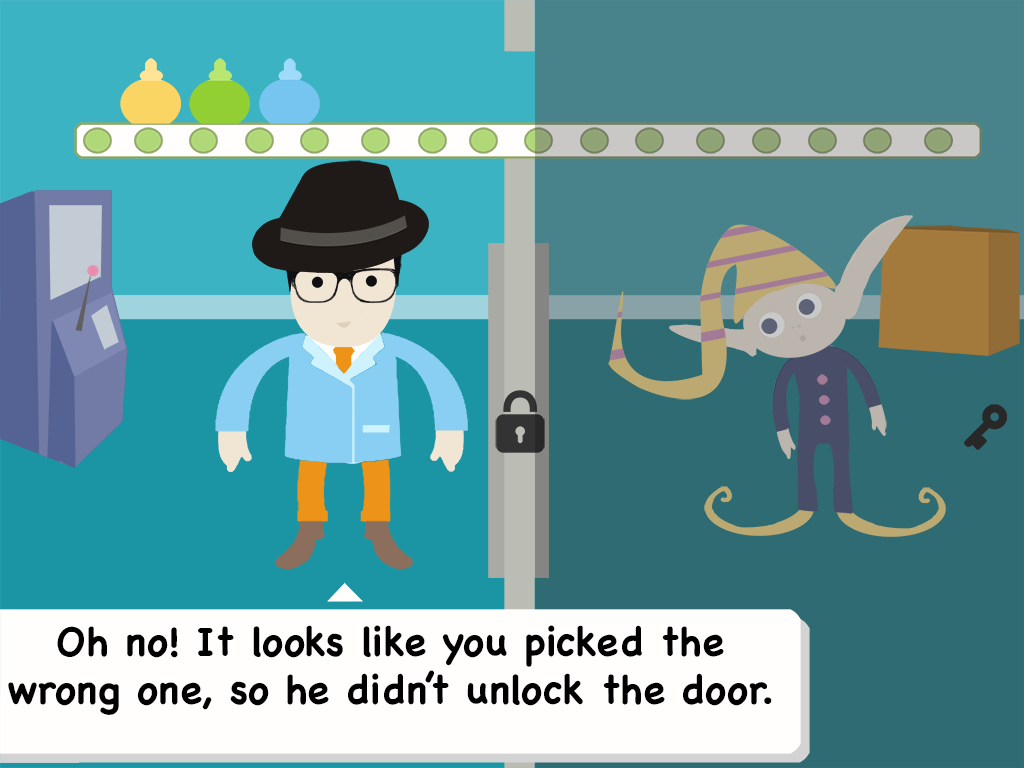 Oh no! It looks like you picked the
wrong one, so he didn't unlock the door.